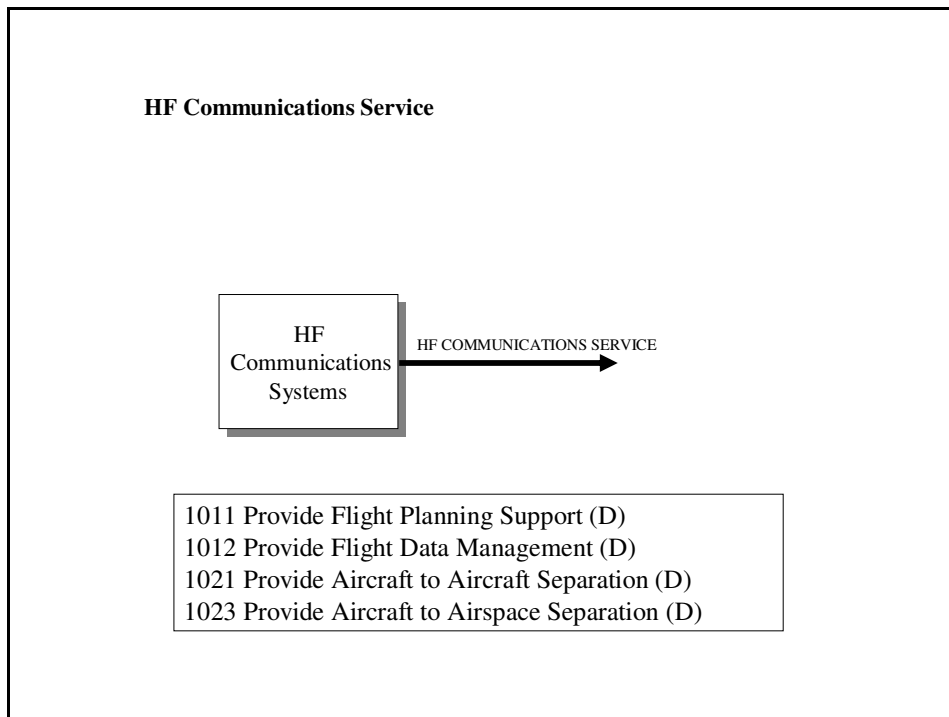 HF Communications Service
HF
Communications
Systems
HF COMMUNICATIONS SERVICE
1011 Provide Flight Planning Support (D)
1012 Provide Flight Data Management (D)
1021 Provide Aircraft to Aircraft Separation (D)
1023 Provide Aircraft to Airspace Separation (D)